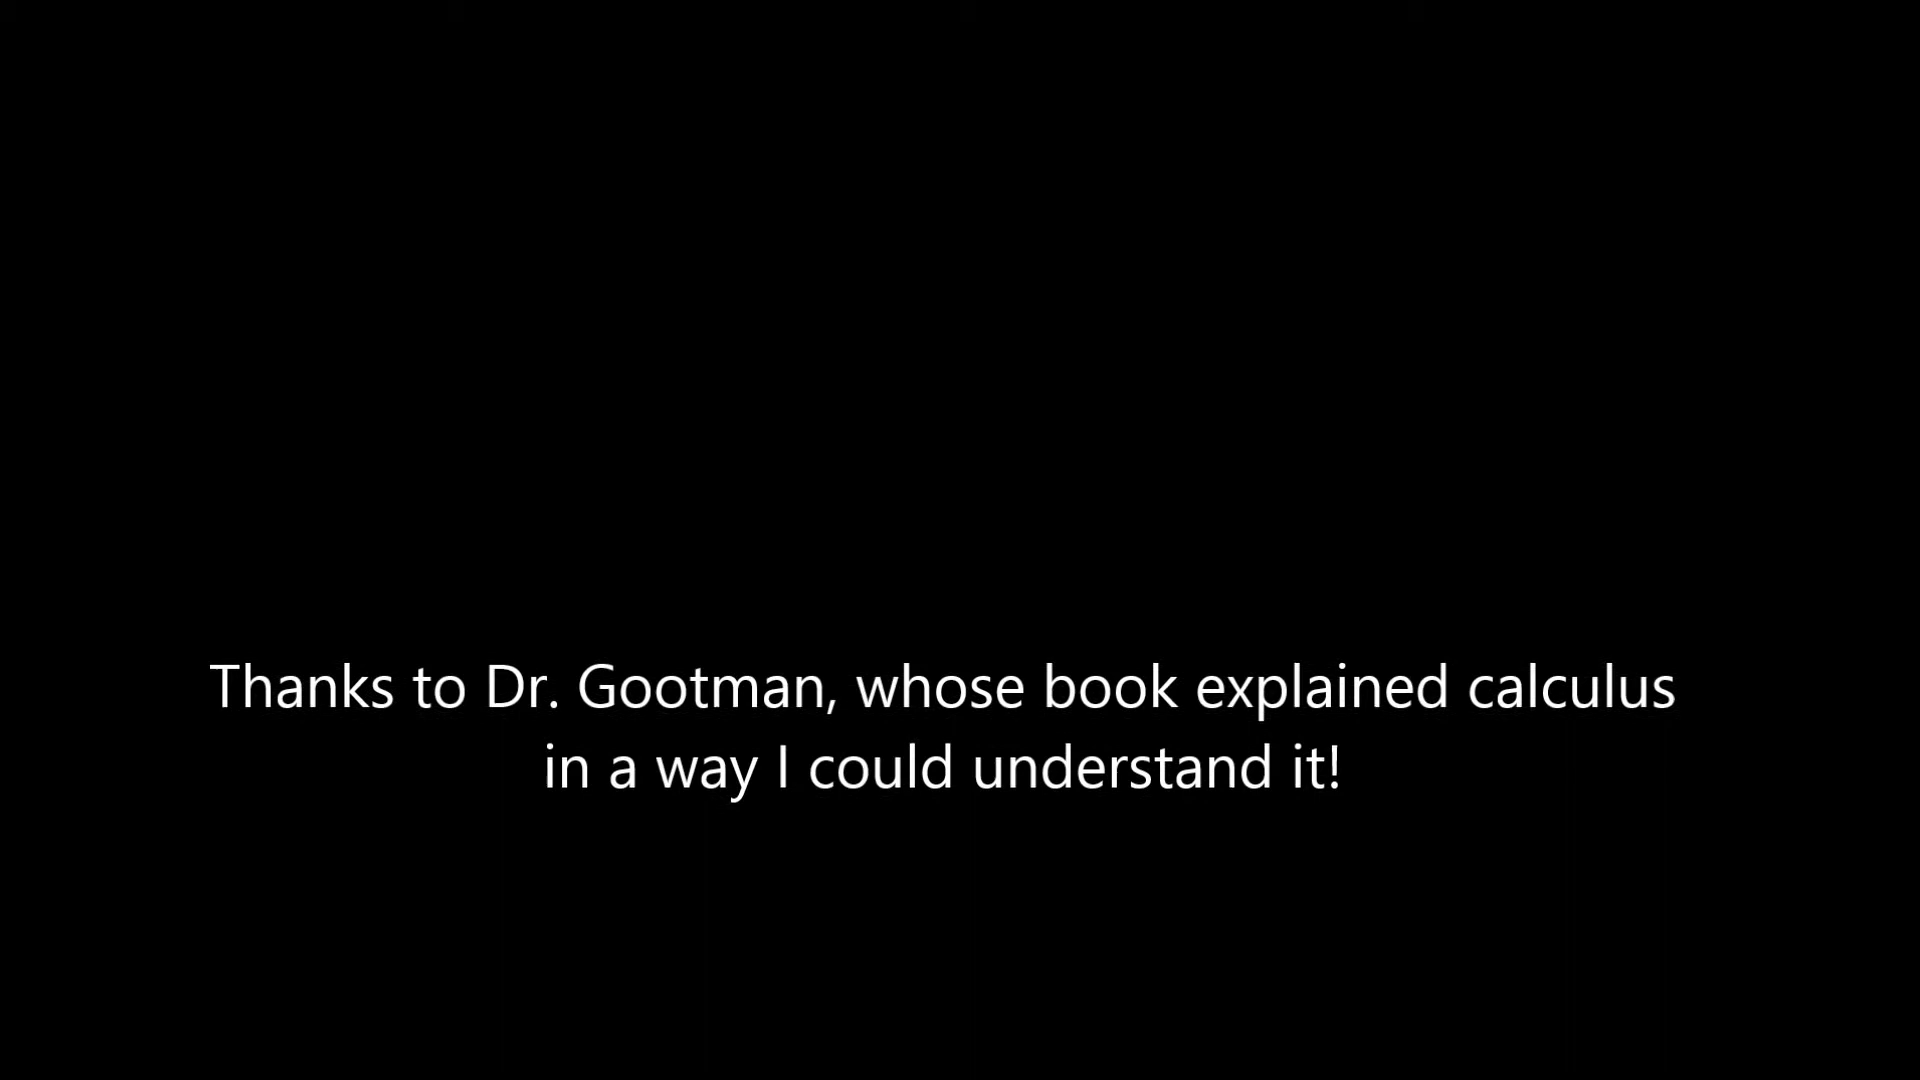 Thanks to Dr. Gootman, whose book explained calculus
in a way I could understand it!